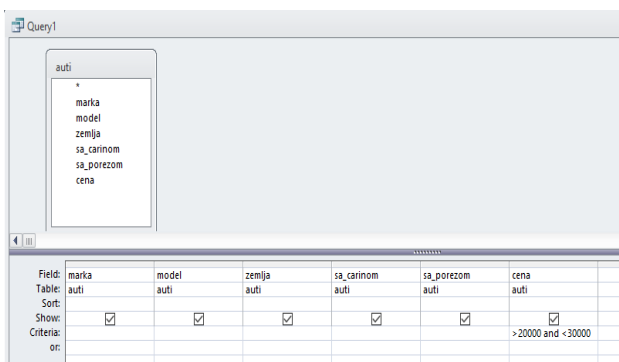 Query1
auti
*
marka
model
zemlja
sa_carinom
sa_porezom
cena
Field: marka model zemlja sa_carinom sa_porezom cena
Table: auti auti auti auti auti auti
Sort:
Show:
Criteria: >20000 and <30000
or: